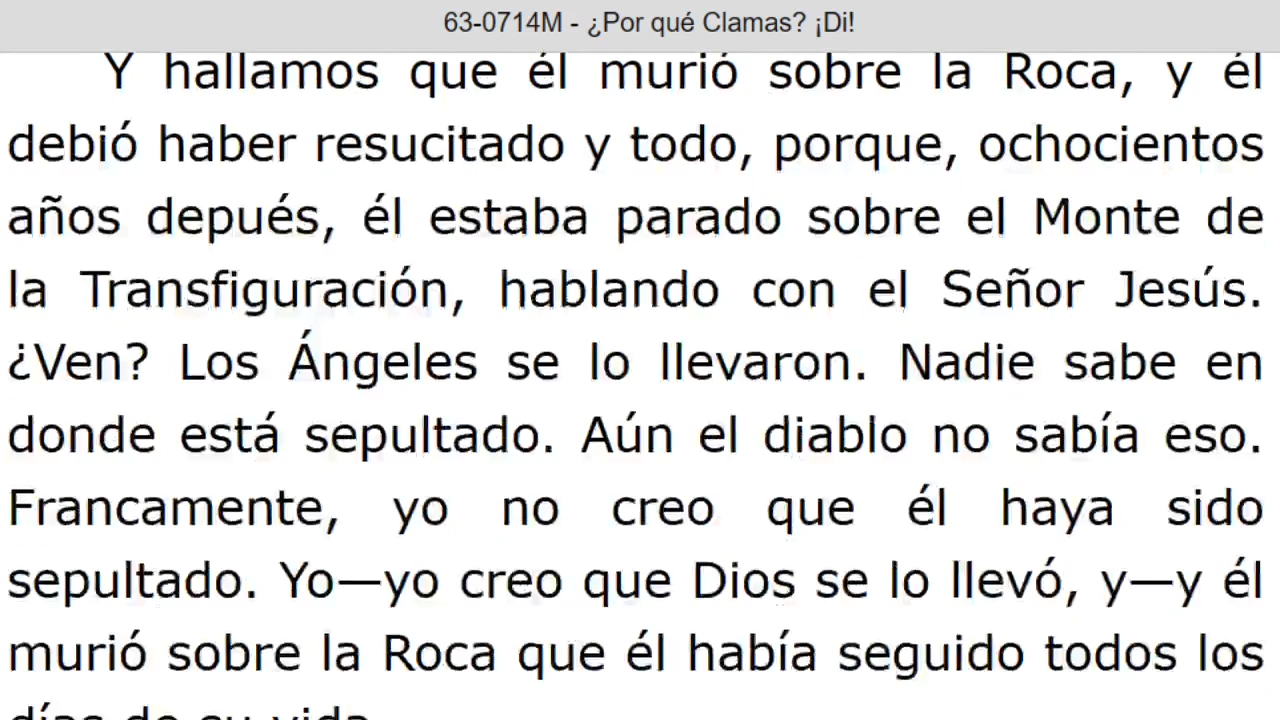 63-0714M - ¿Por qué Clamas? ¡Di!
Y hallamos que él murió sobre la Roca, y él
debió haber resucitado y todo, porque, ochocientos
años depués, él estaba parado sobre el Monte de
la Transfiguración, hablando con el Señor Jesús.
¿Ven? Los Ángeles se lo llevaron. Nadie sabe en
donde está sepultado. Aún el diablo no sabía eso.
Francamente, yo no creo que él haya sido
sepultado. Yo—yo creo que Dios se lo llevó, y—y él
murió sobre la Roca que él había seguido todos los
días de su vida.